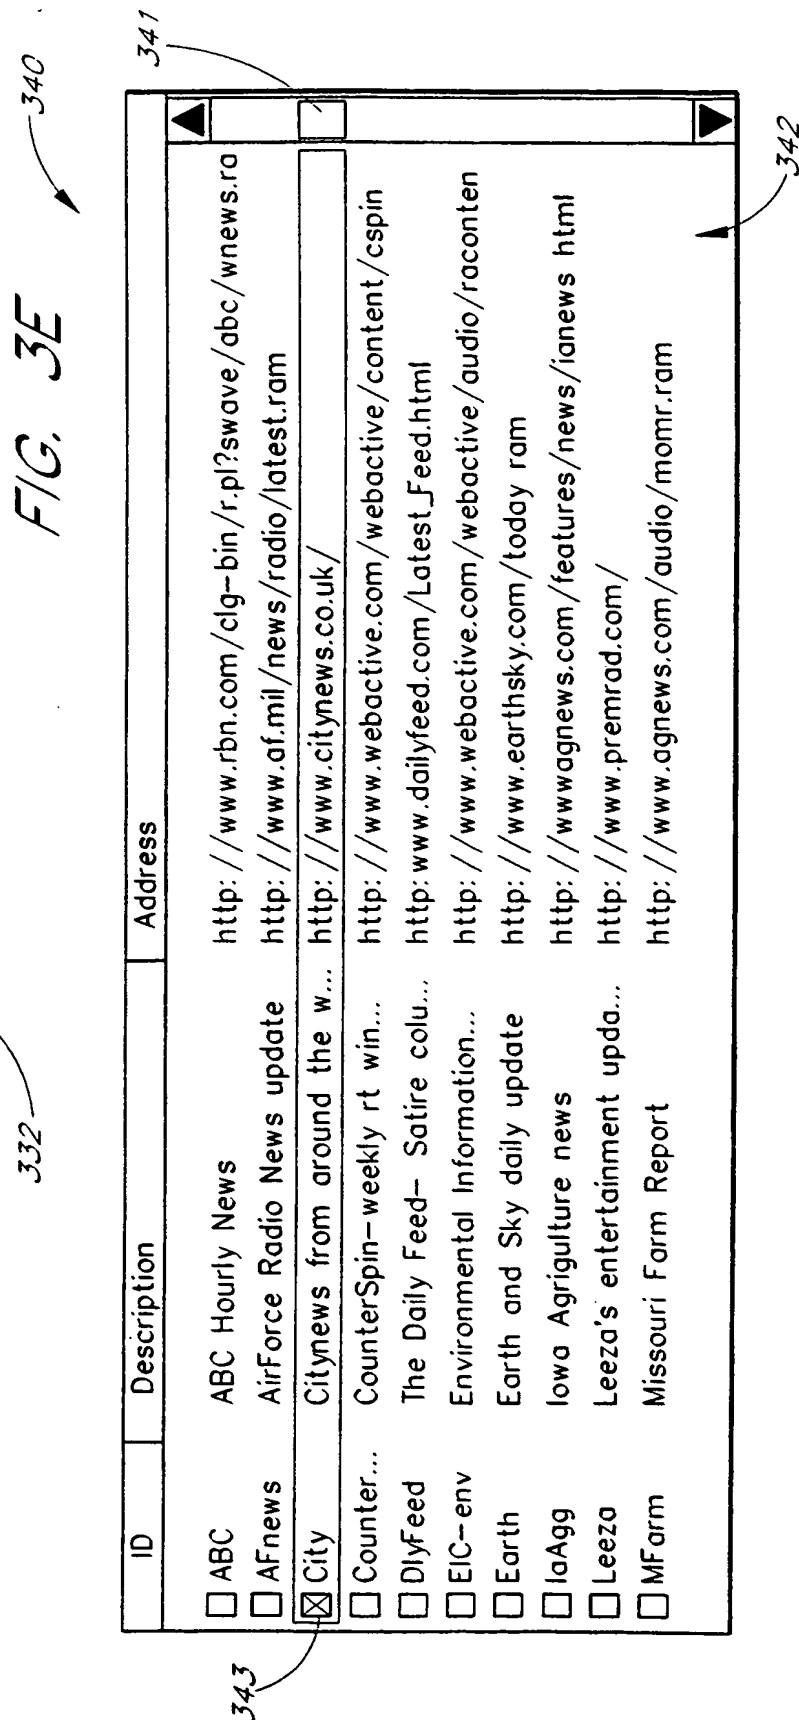 FIG. 3E
340
341
332
ID Description Address
ABC ABC Hourly News http://www.rbn.com/clg-bin/r.pl?swave/abc/wnews.ra
AFnews AirForce Radio News update http://www.af.mil/news/radio/latest.ram
City Citynews from around the w... http://www.citynews.co.uk/
Counter... CounterSpin-weekly rt win... http://www.webactive.com/webactive/content/cspin
DlyFeed The Daily Feed- Satire colu... http:www.dailyfeed.com/Latest_Feed.html
EIC-env Environmental Information... http://www.webactive.com/webactive/audio/raconten
Earth Earth and Sky daily update http://www.earthsky.com/today ram
IaAgg Iowa Agrigulture news http://wwwagnews.com/features/news/ianews html
Leeza Leeza's entertainment upda... http://www.premrad.com/
MFarm Missouri Farm Report http://www.agnews.com/audio/momr.ram
343
342